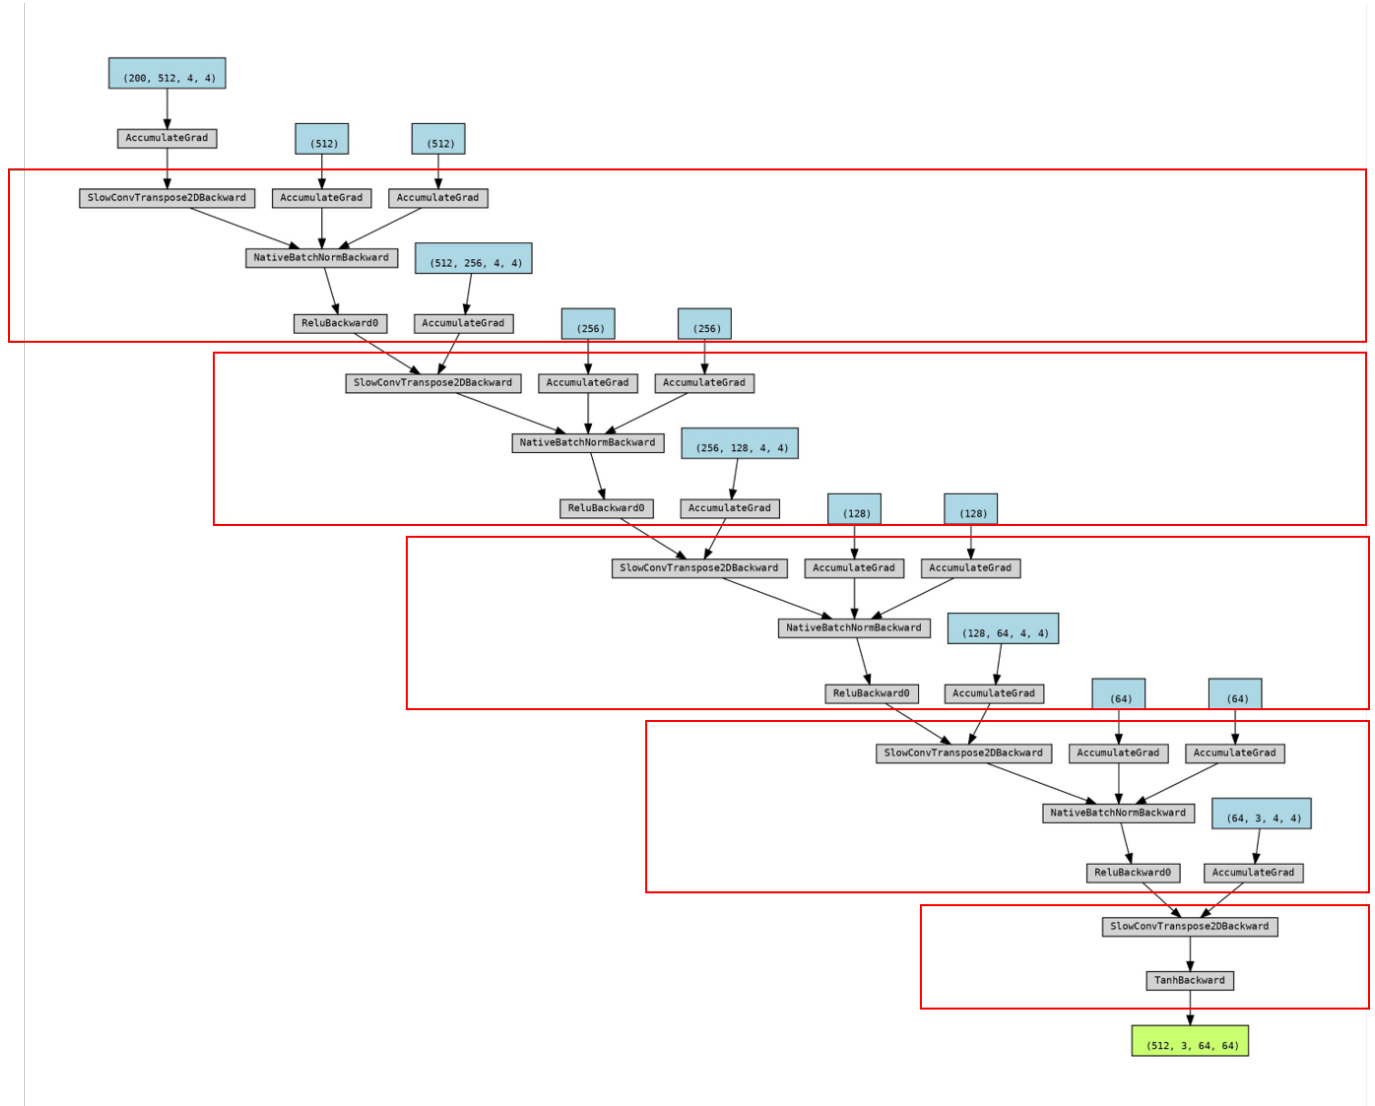 (200, 512, 4, 4)
AccumulateGrad
(512)
(512)
SlowConvTranspose2DBackward
AccumulateGrad
AccumulateGrad
NativeBatchNormBackward
(512, 256, 4, 4)
ReluBackward0
AccumulateGrad
(256)
(256)
SlowConvTranspose2DBackward
AccumulateGrad
AccumulateGrad
NativeBatchNormBackward
(256, 128, 4, 4)
ReluBackward0
AccumulateGrad
(128)
(128)
SlowConvTranspose2DBackward
AccumulateGrad
AccumulateGrad
NativeBatchNormBackward
(128, 64, 4, 4)
ReluBackward0
AccumulateGrad
(64)
(64)
SlowConvTranspose2DBackward
AccumulateGrad
AccumulateGrad
NativeBatchNormBackward
(64, 3, 4, 4)
ReluBackward0
AccumulateGrad
SlowConvTranspose2DBackward
TanhBackward
(512, 3, 64, 64)